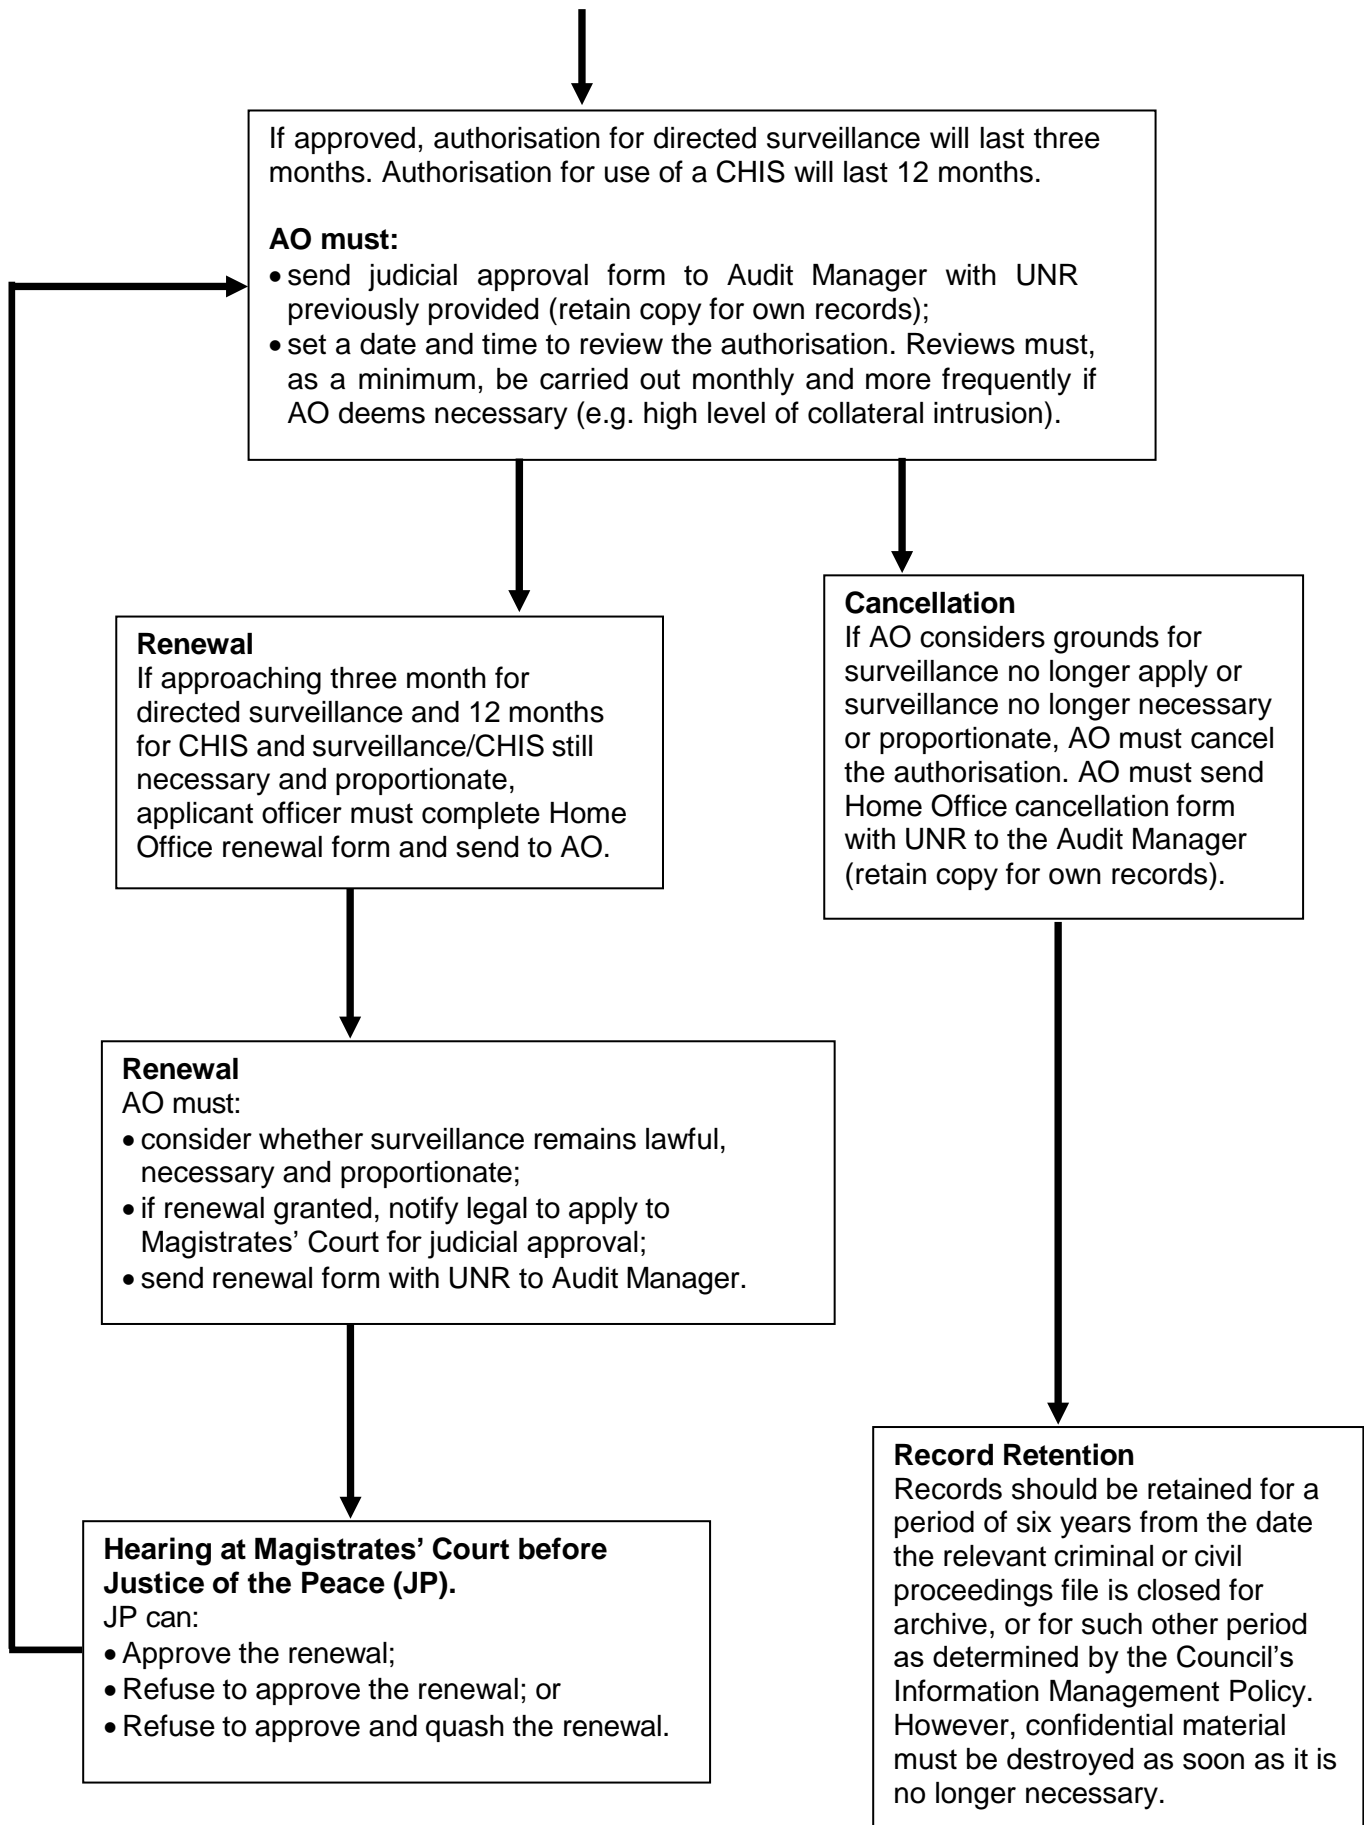 If approved, authorisation for directed surveillance will last three
months. Authorisation for use of a CHIS will last 12 months.
AO must:
• send judicial approval form to Audit Manager with UNR
previously provided (retain copy for own records);
• set a date and time to review the authorisation. Reviews must,
as a minimum, be carried out monthly and more frequently if
AO deems necessary (e.g. high level of collateral intrusion).
Renewal
If approaching three month for
directed surveillance and 12 months
for CHIS and surveillance/CHIS still
necessary and proportionate,
applicant officer must complete Home
Office renewal form and send to AO.
Cancellation
If AO considers grounds for
surveillance no longer apply or
surveillance no longer necessary
or proportionate, AO must cancel
the authorisation. AO must send
Home Office cancellation form
with UNR to the Audit Manager
(retain copy for own records).
Renewal
AO must:
• consider whether surveillance remains lawful,
necessary and proportionate;
• if renewal granted, notify legal to apply to
Magistrates’ Court for judicial approval;
• send renewal form with UNR to Audit Manager.
Hearing at Magistrates’ Court before
Justice of the Peace (JP).
JP can:
• Approve the renewal;
• Refuse to approve the renewal; or
• Refuse to approve and quash the renewal.
Record Retention
Records should be retained for a
period of six years from the date
the relevant criminal or civil
proceedings file is closed for
archive, or for such other period
as determined by the Council’s
Information Management Policy.
However, confidential material
must be destroyed as soon as it is
no longer necessary.